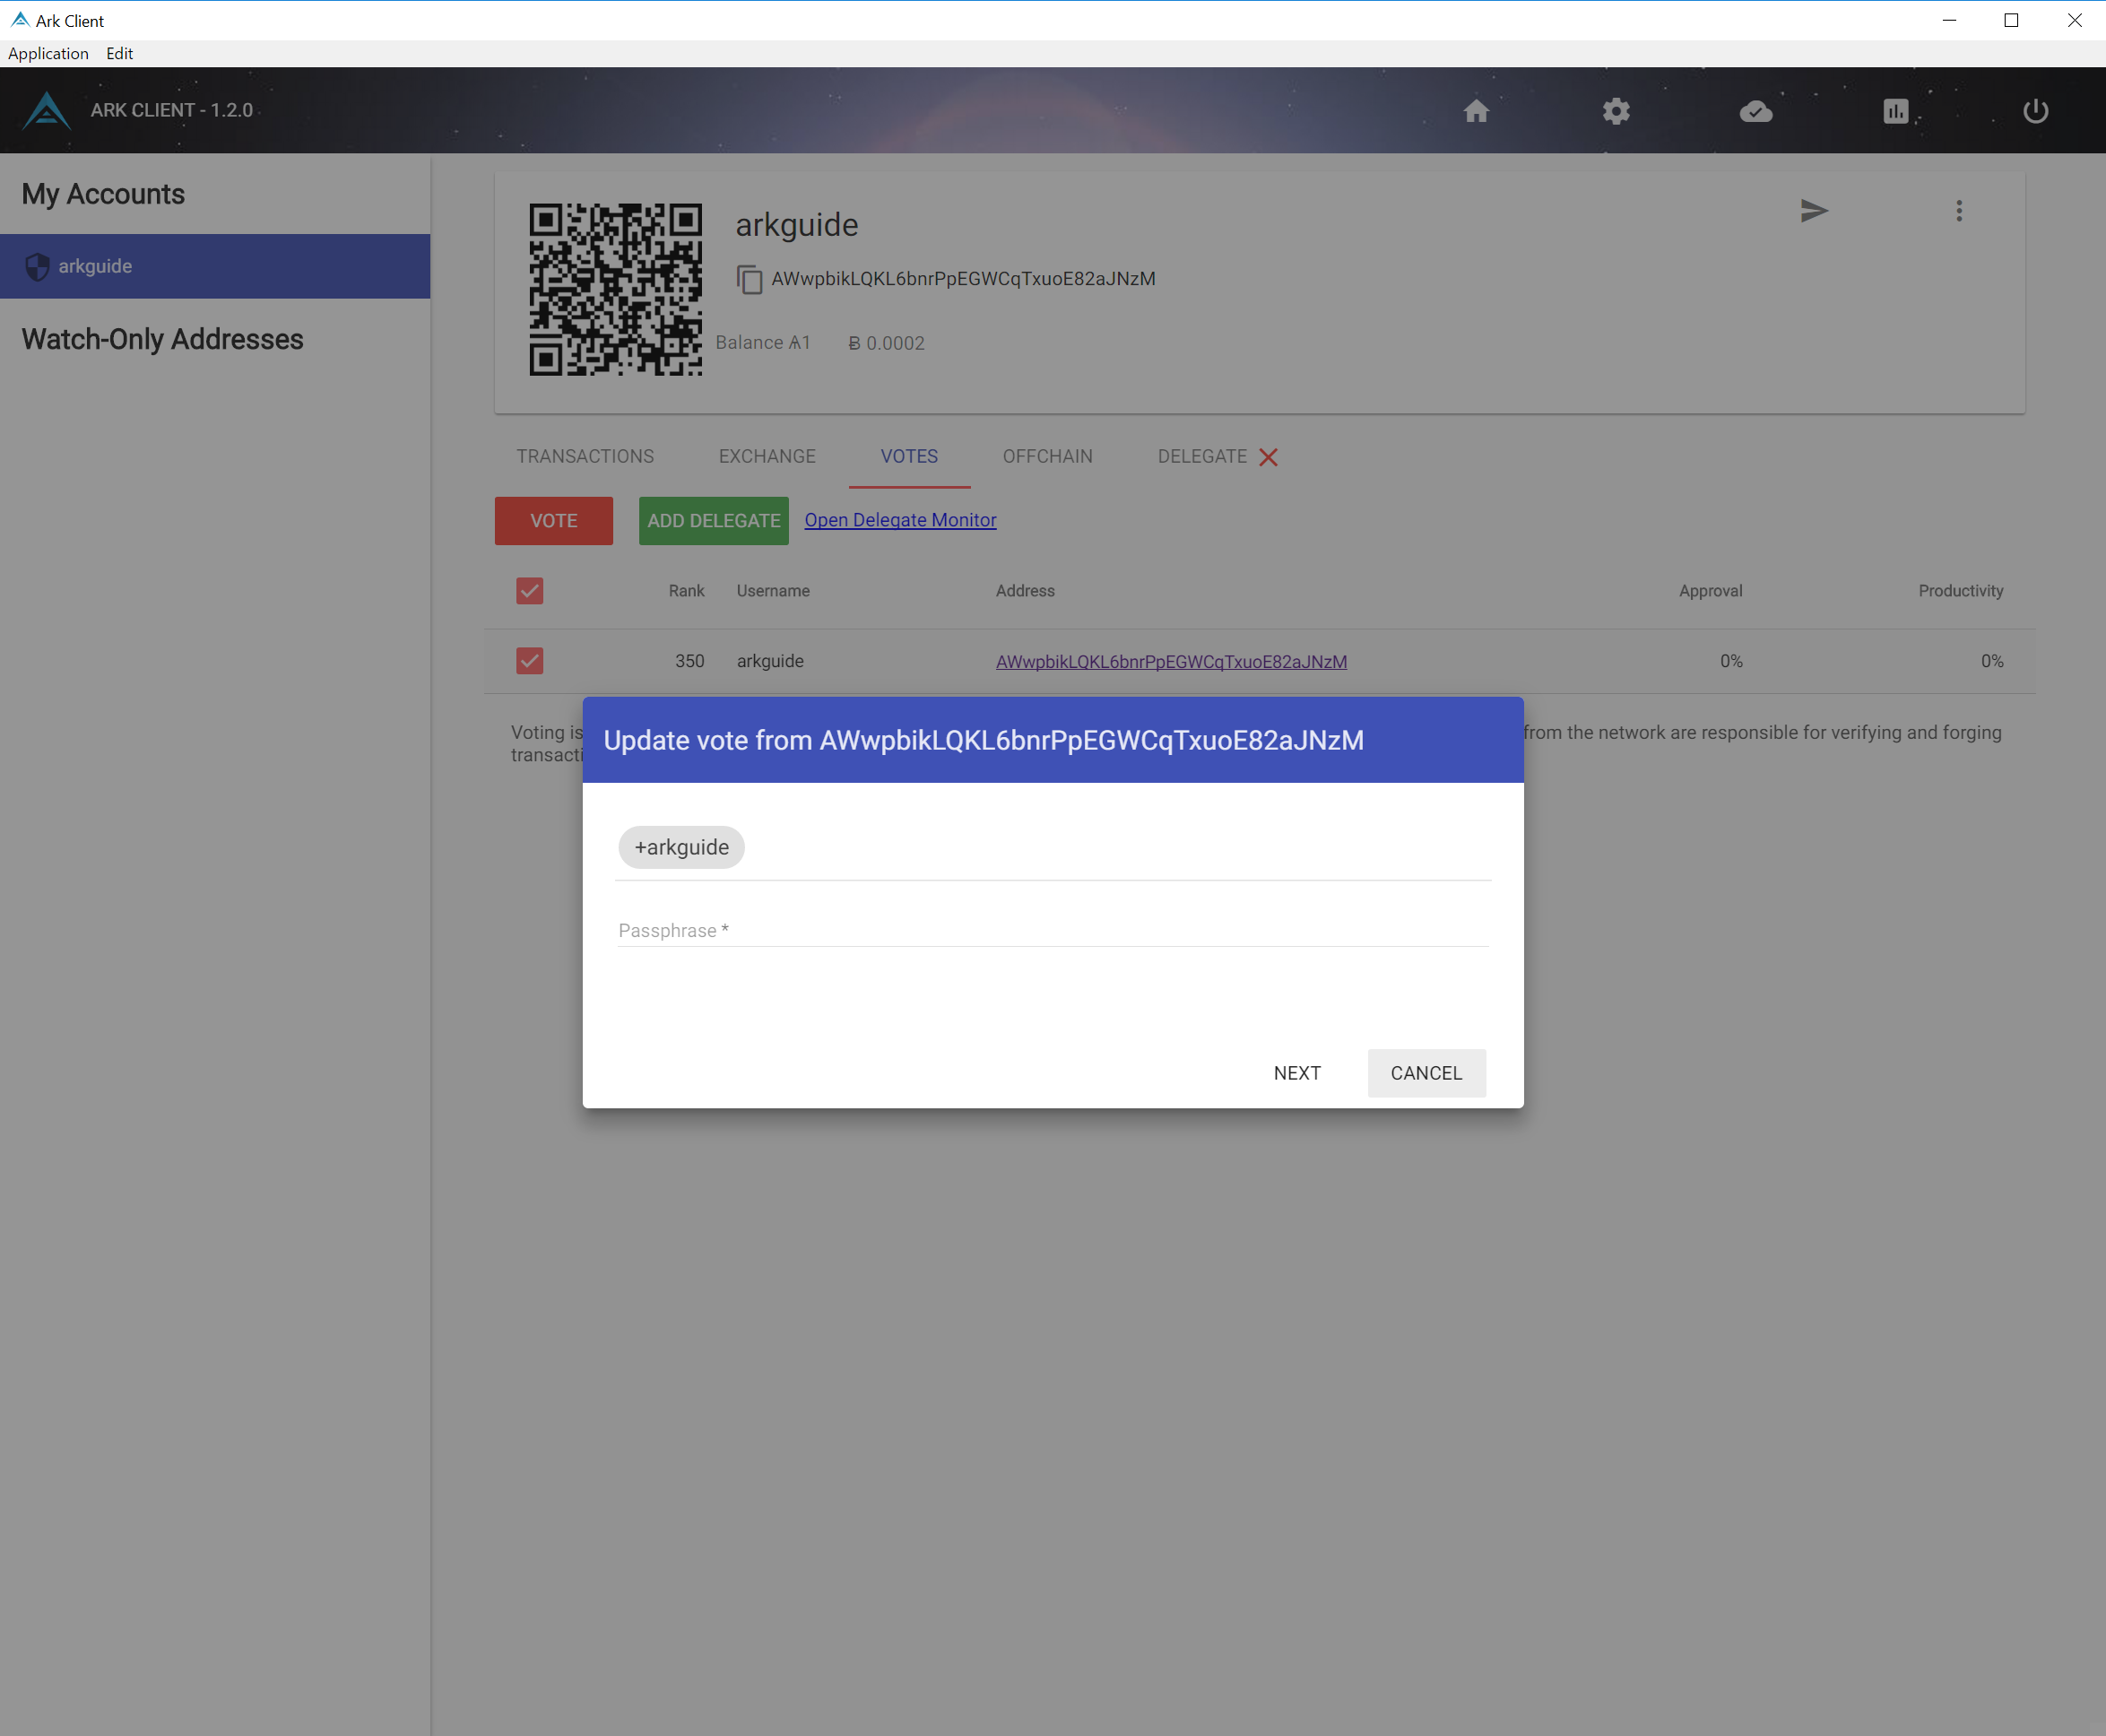 Ark Client
Application Edit
ARK CLIENT - 1.2.0
My Accounts
arkguide
Watch-Only Addresses
arkguide
AWwpbikLQKL6bnrPpEGWCqTxuoE82aJNzM
Balance Ѧ1 Ƀ 0.0002
TRANSACTIONS EXCHANGE VOTES OFFCHAIN DELEGATE
VOTE ADD DELEGATE Open Delegate Monitor
Rank Username Address Approval Productivity
350 arkguide AWwpbikLQKL6bnrPpEGWCqTxuoE82aJNzM 0% 0%
Voting is from the network are responsible for verifying and forging
transacti
Update vote from AWwpbikLQKL6bnrPpEGWCqTxuoE82aJNzM
+arkguide
Passphrase *
NEXT CANCEL